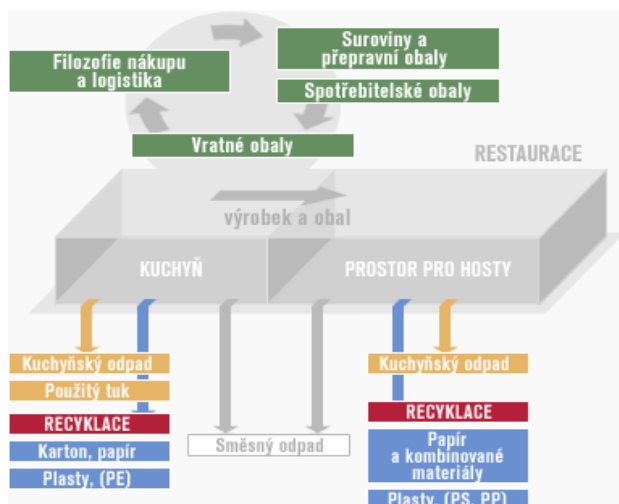 Filozofie nákupu
a logistika
Suroviny a
přepravní obaly
Spotřebitelské obaly
Vratné obaly
RESTAURACE
výrobek a obal
KUCHYŇ
PROSTOR PRO HOSTY
Kuchyňský odpad
Použitý tuk
RECYKLACE
Karton, papír
Plasty, (PE)
Směsný odpad
Kuchyňský odpad
RECYKLACE
Papír
a kombinované
materiály
Plasty, (PS, PP)